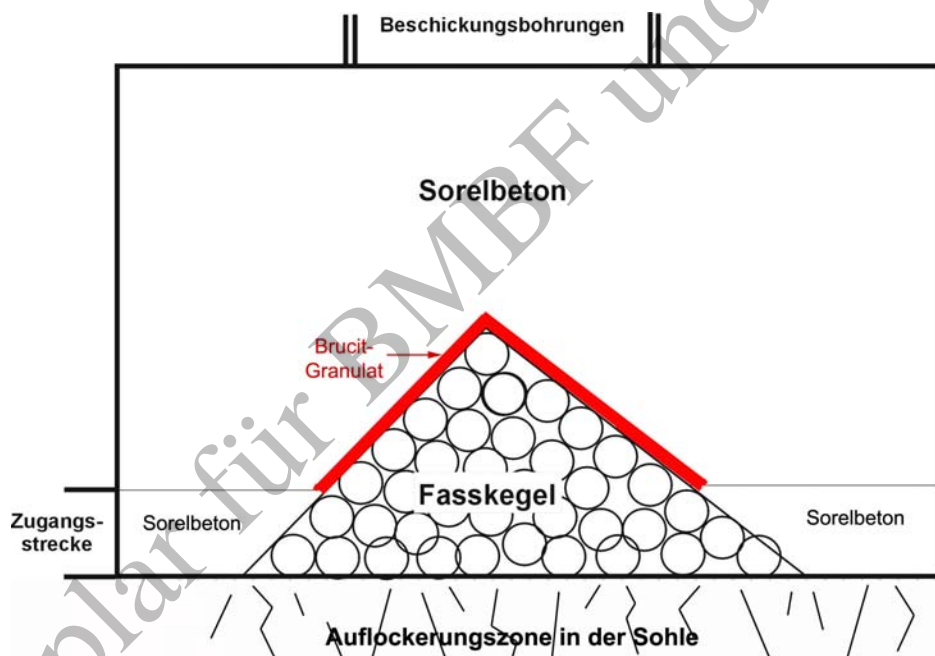 Beschickungsbohrungen
Sorelbeton
Brucit-
Granulat
Fasskegel
Zugangs-
strecke
Sorelbeton
Sorelbeton
Auflockerungszone in der Sohle
plar für BMBF und